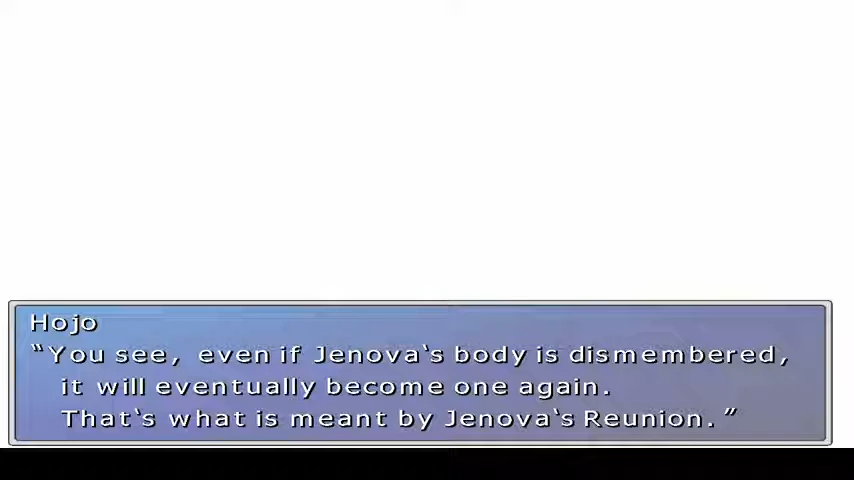 Hojo
“You see, even if Jenova‘s body is dismembered,
it will eventually become one again.
That‘s what is meant by Jenova‘s Reunion.”